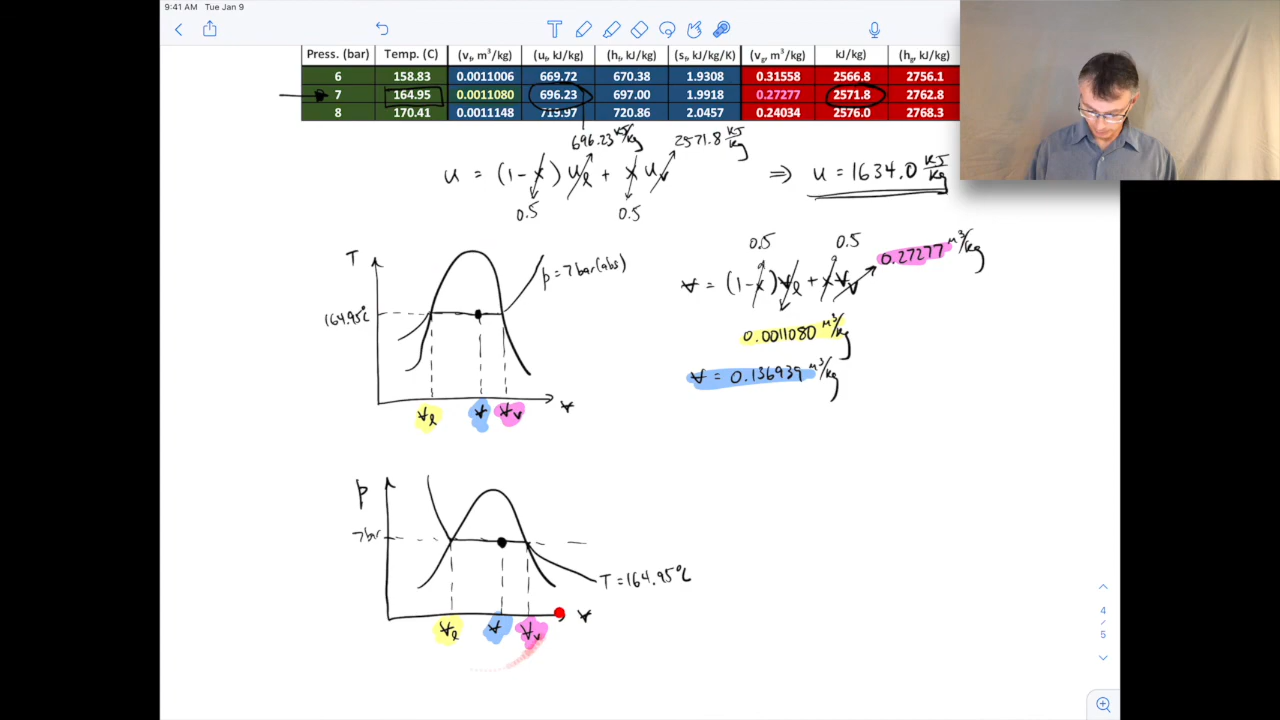 9:41 AM Tue Jan 9
Press. (bar) Temp. (C) (vf, m³/kg) (uf, kJ/kg) (hf, kJ/kg) (sf, kJ/kg/K) (vg, m³/kg) kJ/kg) (hg, kJ/kg)
6 158.83 0.0011006 669.72 670.38 1.9308 0.31558 2566.8 2756.1
7 164.95 0.0011080 696.23 697.00 1.9918 0.27277 2571.8 2762.8
8 170.41 0.0011148 719.97 720.86 2.0457 0.24034 2576.0 2768.3
696.23 kJ/kg 2571.8 kJ/kg
u = (1-x) uℓ + x uv ⇒ u = 1634.0 kJ/kg
0.5 0.5
T
p = 7 bar (abs)
164.95°C
vℓ v vv v
0.5 0.5 0.27277 m³/kg
v = (1-x) vℓ + x vv
0.0011080 m³/kg
v = 0.136939 m³/kg
p
7 bar
T = 164.95°C
vℓ v vv v
4
/
5